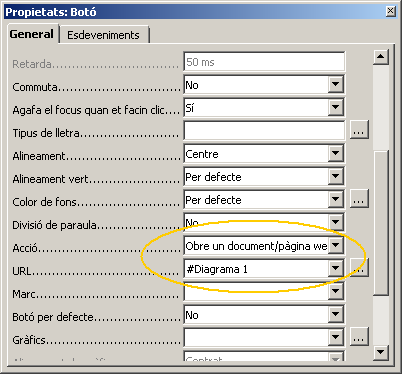 Propietats: Botó
General Esdeveniments
Retarda 50 ms
Commuta No
Agafa el focus quan et facin clic Sí
Tipus de lletra
Alineament Centre
Alineament vert Per defecte
Color de fons Per defecte
Divisió de paraula No
Acció Obre un document/pàgina we
URL #Diagrama 1
Marc
Botó per defecte No
Gràfics